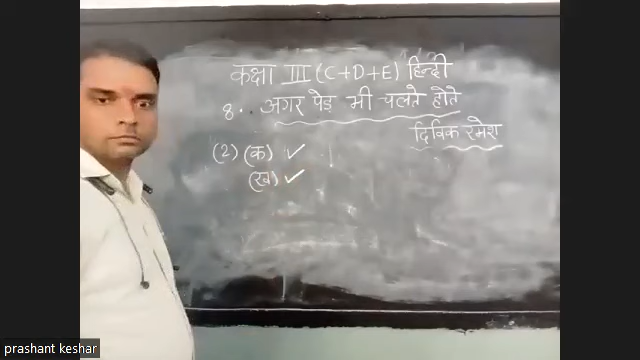 कक्षा III (C+D+E) हिन्दी
8. अगर पेड़ भी चलते होते
दिविक रमेश
(2) (क) ✓
(ख) ✓
prashant keshar